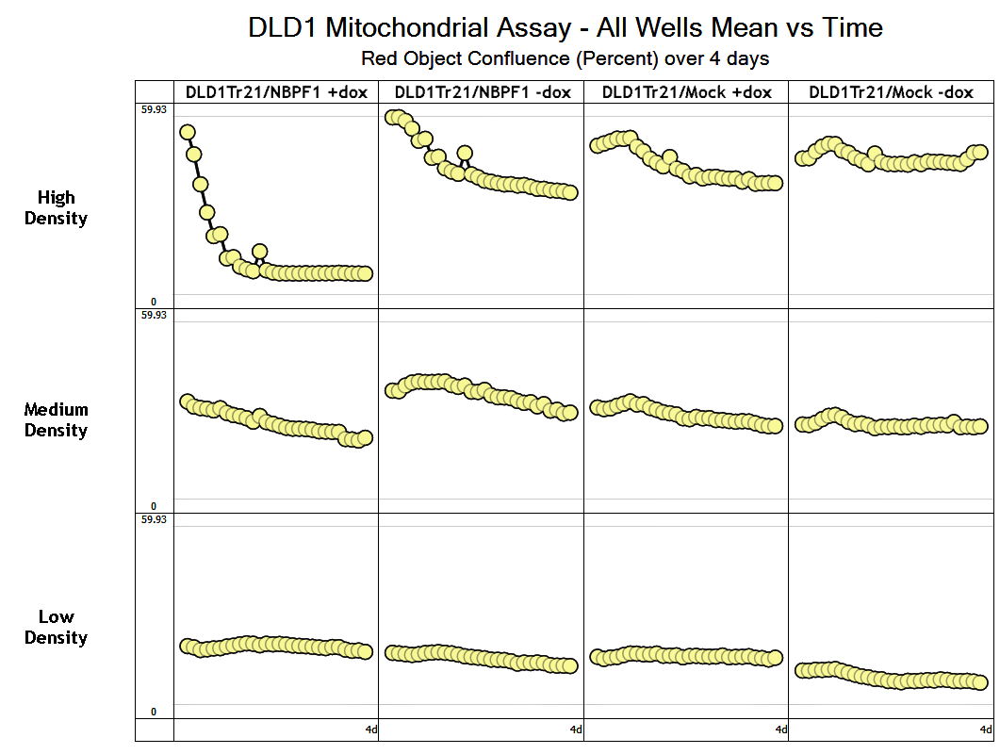 DLD1 Mitochondrial Assay - All Wells Mean vs Time
Red Object Confluence (Percent) over 4 days
DLD1Tr21/NBPF1 +dox DLD1Tr21/NBPF1 -dox DLD1Tr21/Mock +dox DLD1Tr21/Mock -dox
59.93
High
Density
0
59.93
Medium
Density
0
59.93
Low
Density
0
4d 4d 4d 4d